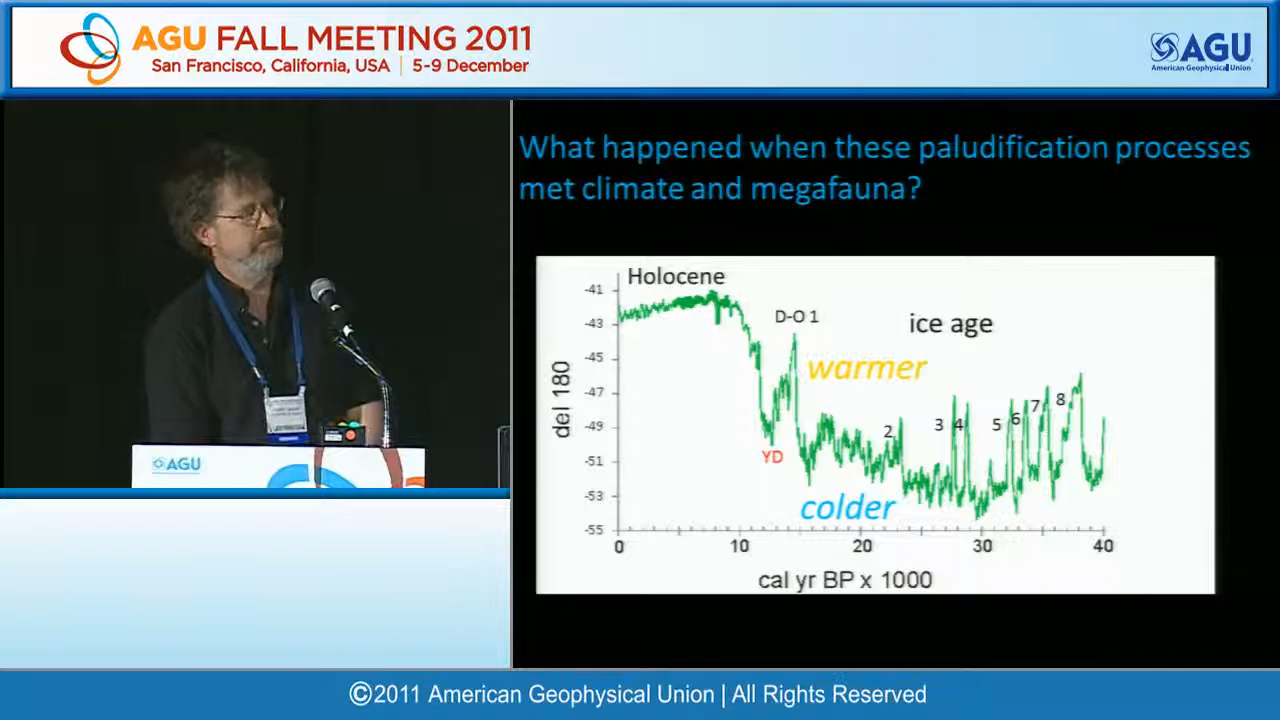 AGU FALL MEETING 2011
San Francisco, California, USA | 5-9 December
AGU
American Geophysical Union
What happened when these paludification processes
met climate and megafauna?
Holocene
D-O 1
ice age
warmer
colder
YD
2
3
4
5
6
7
8
del 180
-41
-43
-45
-47
-49
-51
-53
-55
0
10
20
30
40
cal yr BP x 1000
AGU
©2011 American Geophysical Union | All Rights Reserved